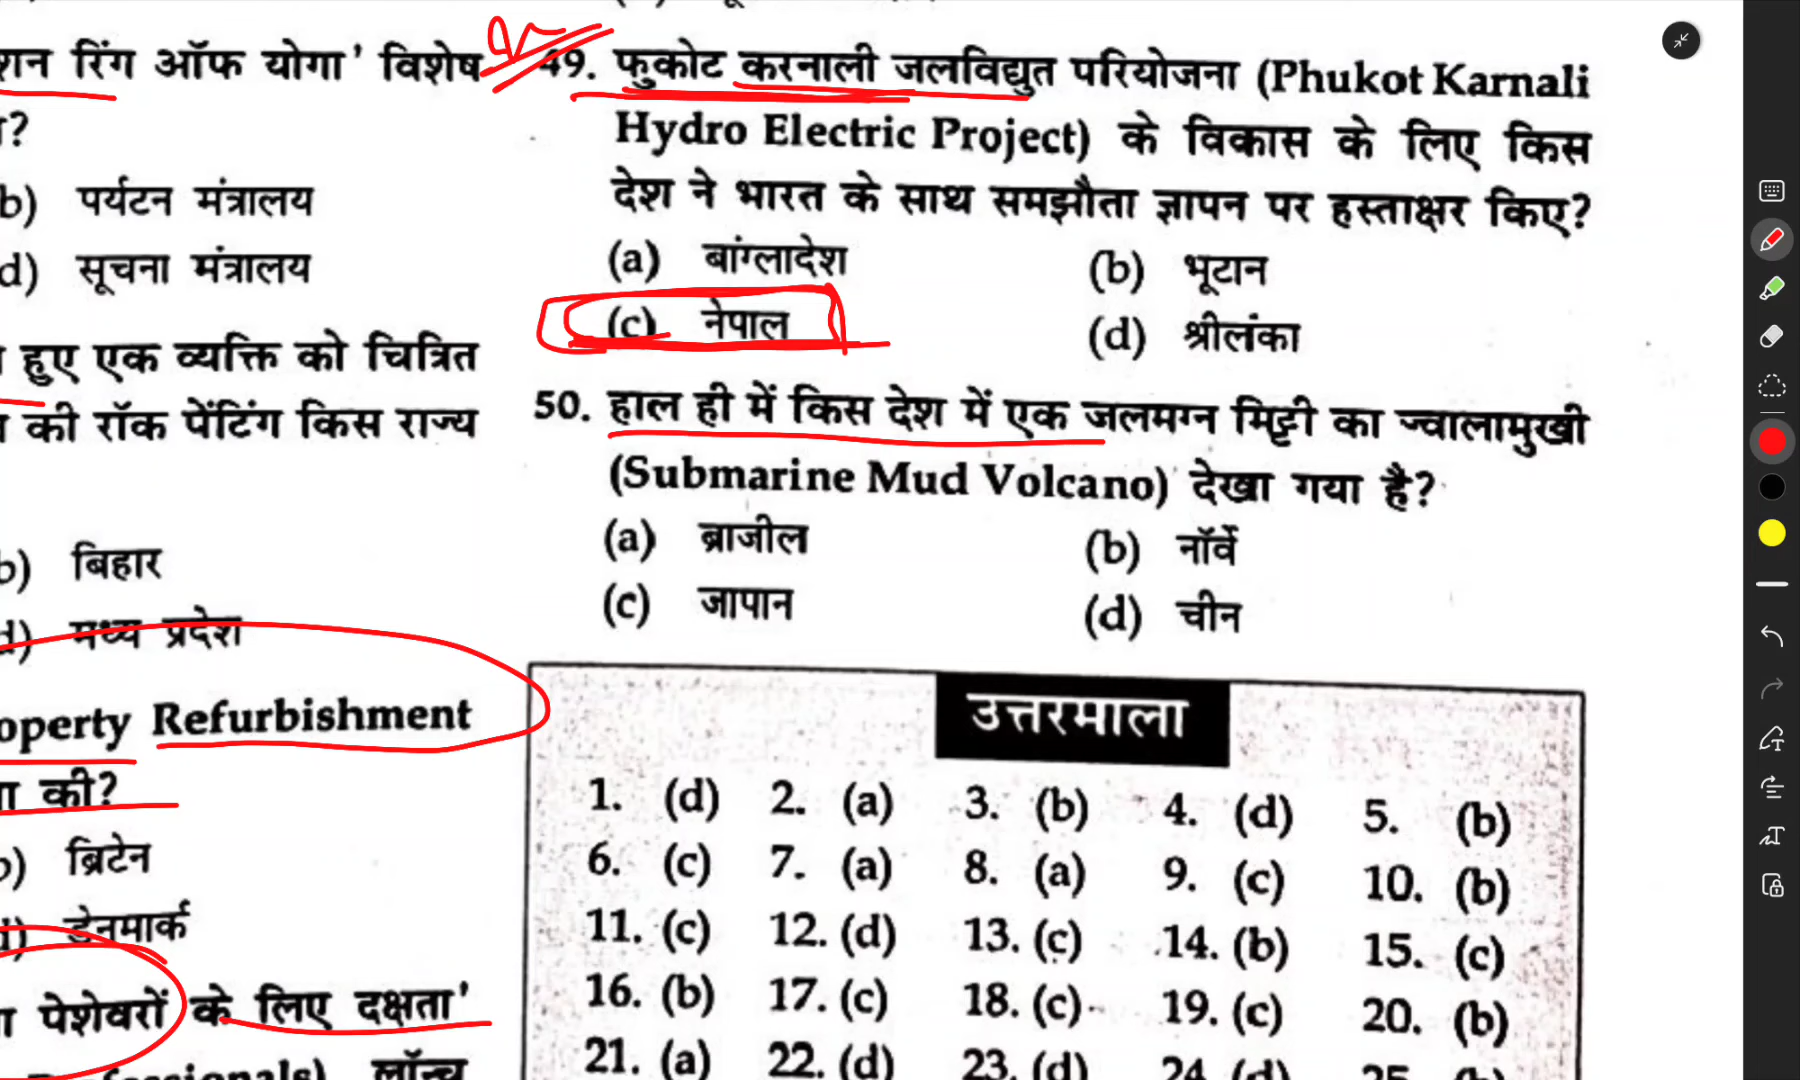 शन रिंग ऑफ योगा' विशेष
?
b) पर्यटन मंत्रालय
d) सूचना मंत्रालय
हुए एक व्यक्ति को चित्रित
की रॉक पेंटिंग किस राज्य
b) बिहार
d) मध्य प्रदेश
operty Refurbishment
की?
b) ब्रिटेन
d) डेनमार्क
पेशेवरों के लिए दक्षता'
लॉन्च
49. फुकोट करनाली जलविद्युत परियोजना (Phukot Karnali
Hydro Electric Project) के विकास के लिए किस
देश ने भारत के साथ समझौता ज्ञापन पर हस्ताक्षर किए?
(a) बांग्लादेश (b) भूटान
(c) नेपाल (d) श्रीलंका
50. हाल ही में किस देश में एक जलमग्न मिट्टी का ज्वालामुखी
(Submarine Mud Volcano) देखा गया है?
(a) ब्राजील (b) नॉर्वे
(c) जापान (d) चीन
उत्तरमाला
1. (d) 2. (a) 3. (b) 4. (d) 5. (b)
6. (c) 7. (a) 8. (a) 9. (c) 10. (b)
11. (c) 12. (d) 13. (c) 14. (b) 15. (c)
16. (b) 17. (c) 18. (c) 19. (c) 20. (b)
21. (a) 22. (d) 23. (d) 24. (d) 25. (b)